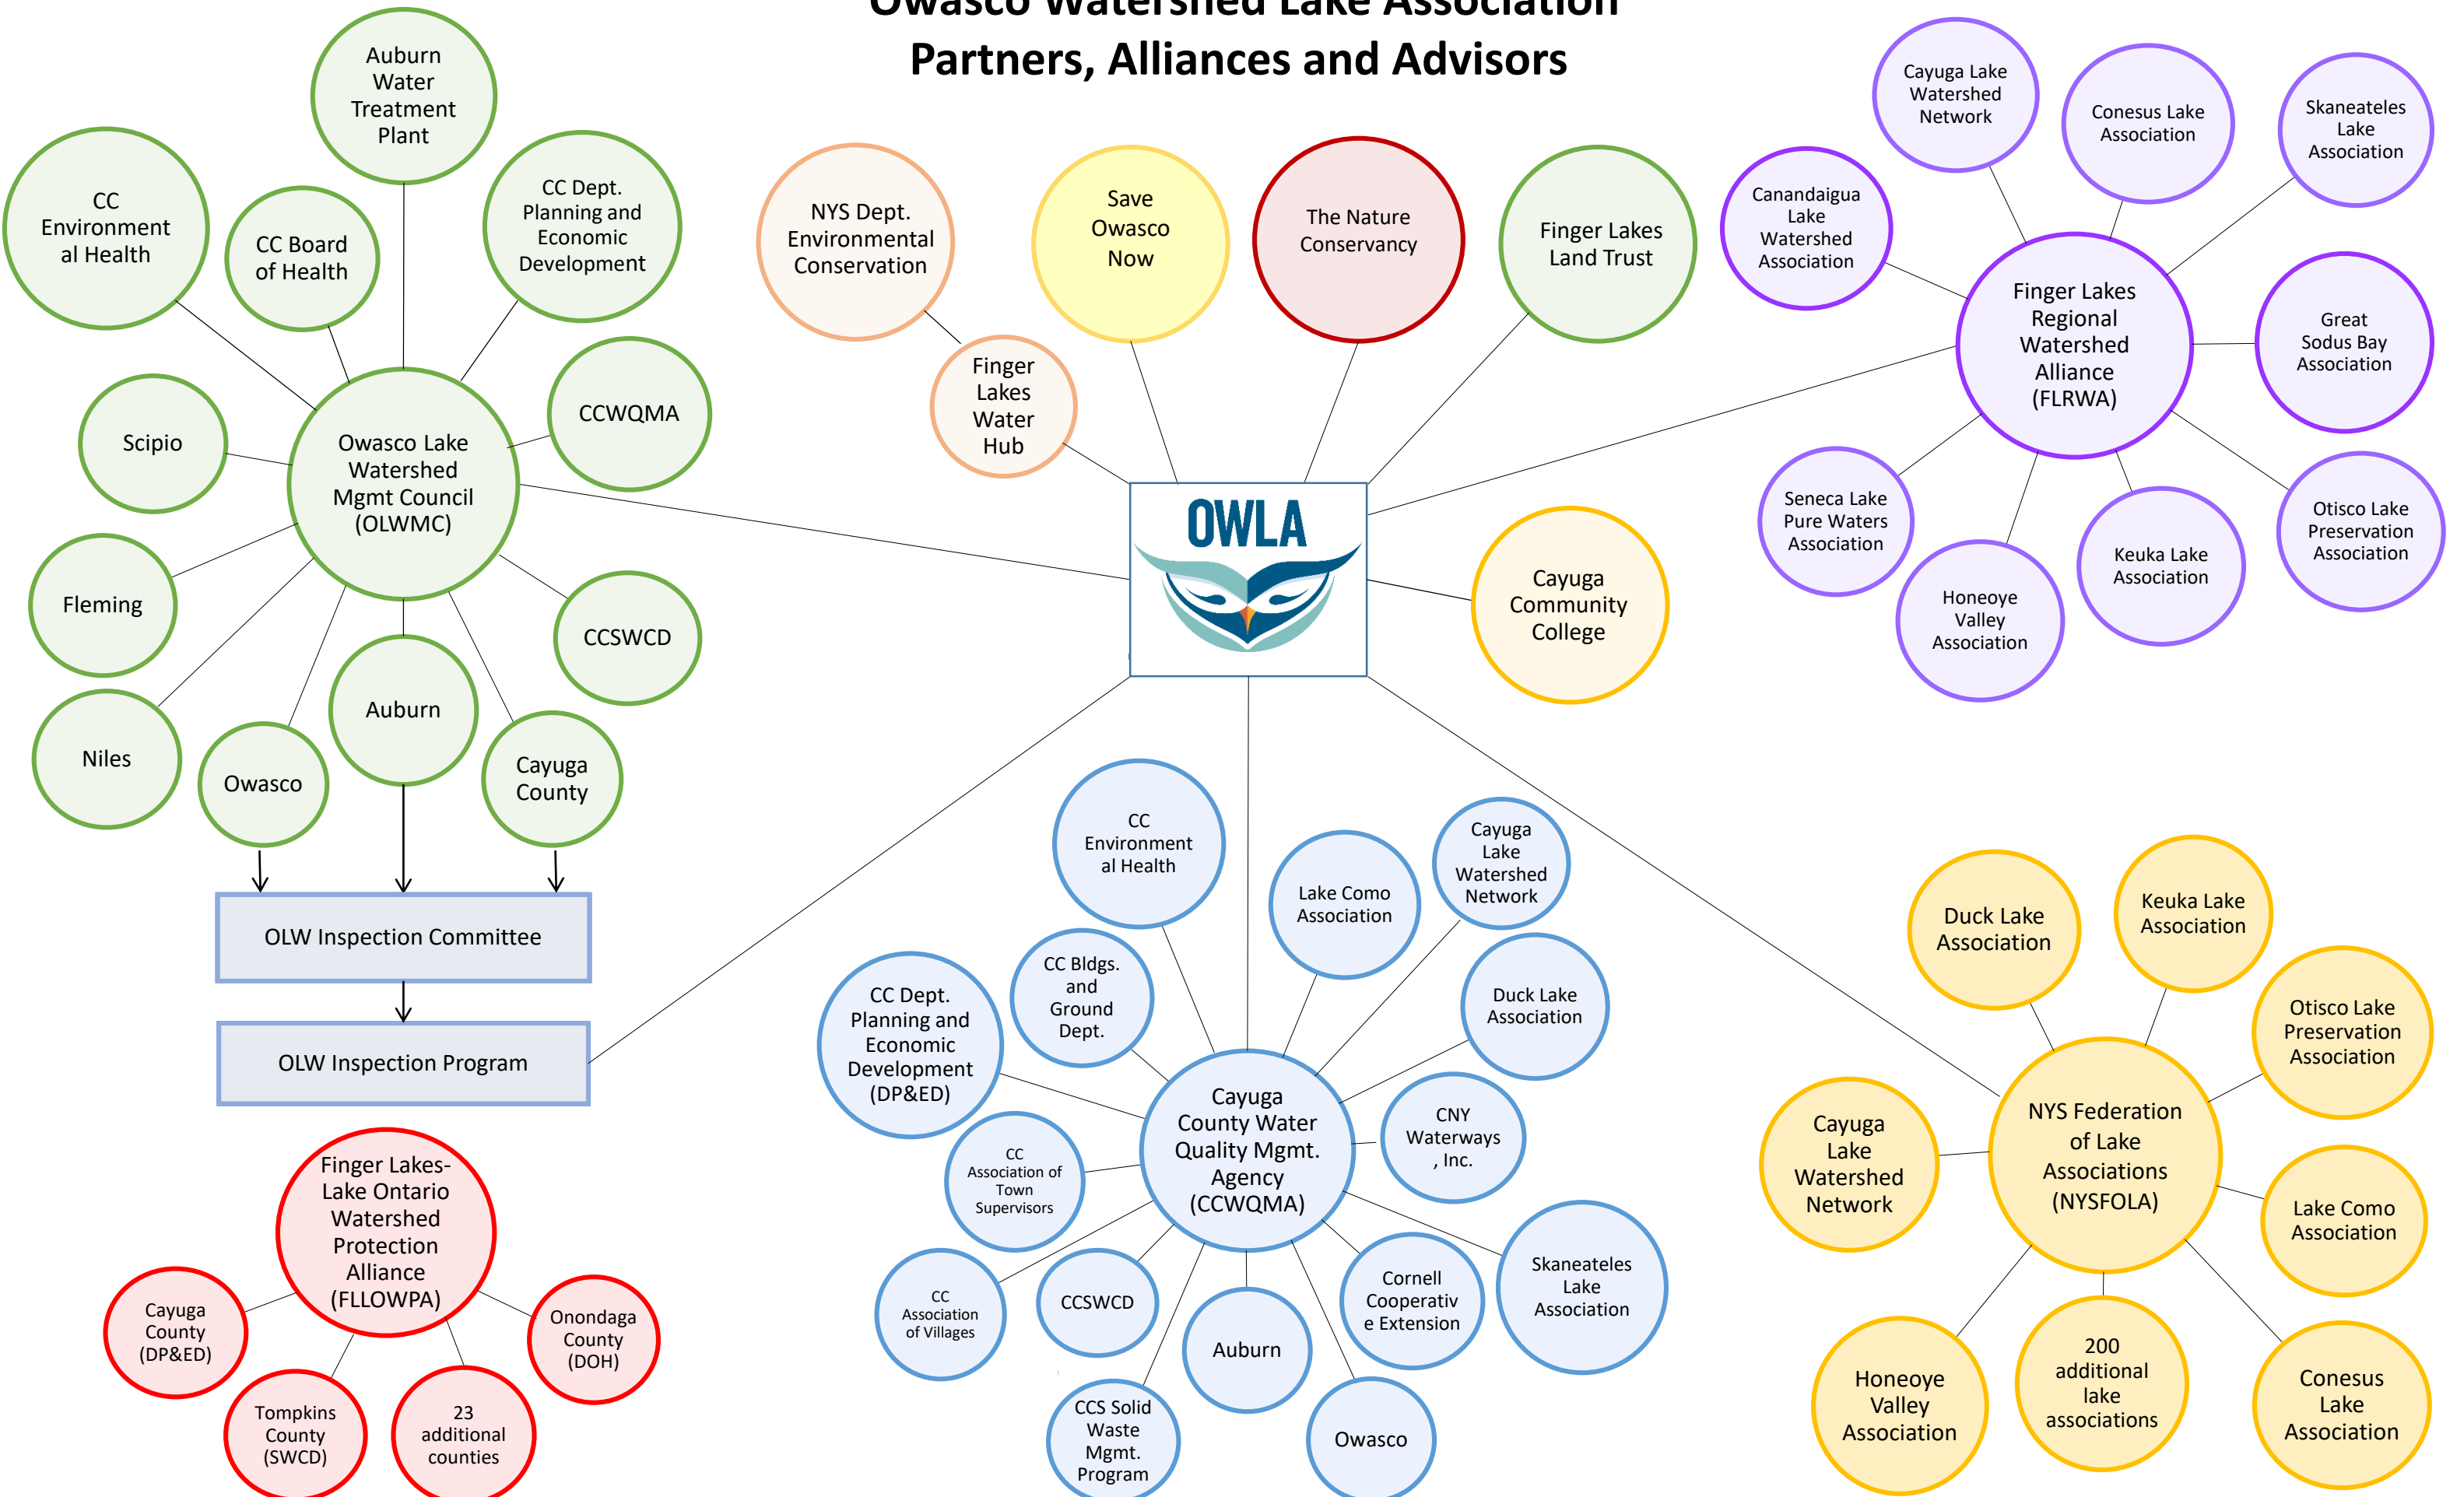 Owasco Watershed Lake Association
Partners, Alliances and Advisors
Auburn
Water
Treatment
Plant
CC
Environment
al Health
CC Board
of Health
CC Dept.
Planning and
Economic
Development
CCWQMA
Scipio
Owasco Lake
Watershed
Mgmt Council
(OLWMC)
Fleming
CCSWCD
Niles
Owasco
Auburn
Cayuga
County
OLW Inspection Committee
OLW Inspection Program
Finger Lakes-
Lake Ontario
Watershed
Protection
Alliance
(FLLOWPA)
Cayuga
County
(DP&ED)
Tompkins
County
(SWCD)
23
additional
counties
Onondaga
County
(DOH)
NYS Dept.
Environmental
Conservation
Finger
Lakes
Water
Hub
Save
Owasco
Now
The Nature
Conservancy
Finger Lakes
Land Trust
OWLA
Cayuga
Community
College
Cayuga Lake
Watershed
Network
Conesus Lake
Association
Skaneateles
Lake
Association
Canandaigua
Lake
Watershed
Association
Finger Lakes
Regional
Watershed
Alliance
(FLRWA)
Great
Sodus Bay
Association
Seneca Lake
Pure Waters
Association
Honeoye
Valley
Association
Keuka Lake
Association
Otisco Lake
Preservation
Association
CC
Environment
al Health
Lake Como
Association
Cayuga
Lake
Watershed
Network
CC Bldgs.
and
Ground
Dept.
CC Dept.
Planning and
Economic
Development
(DP&ED)
Duck Lake
Association
Cayuga
County Water
Quality Mgmt.
Agency
(CCWQMA)
CNY
Waterways
, Inc.
CC
Association of
Town
Supervisors
CC
Association
of Villages
CCSWCD
CCS Solid
Waste
Mgmt.
Program
Auburn
Owasco
Cornell
Cooperativ
e Extension
Skaneateles
Lake
Association
Duck Lake
Association
Keuka Lake
Association
Otisco Lake
Preservation
Association
Cayuga
Lake
Watershed
Network
NYS Federation
of Lake
Associations
(NYSFOLA)
Lake Como
Association
Honeoye
Valley
Association
200
additional
lake
associations
Conesus
Lake
Association